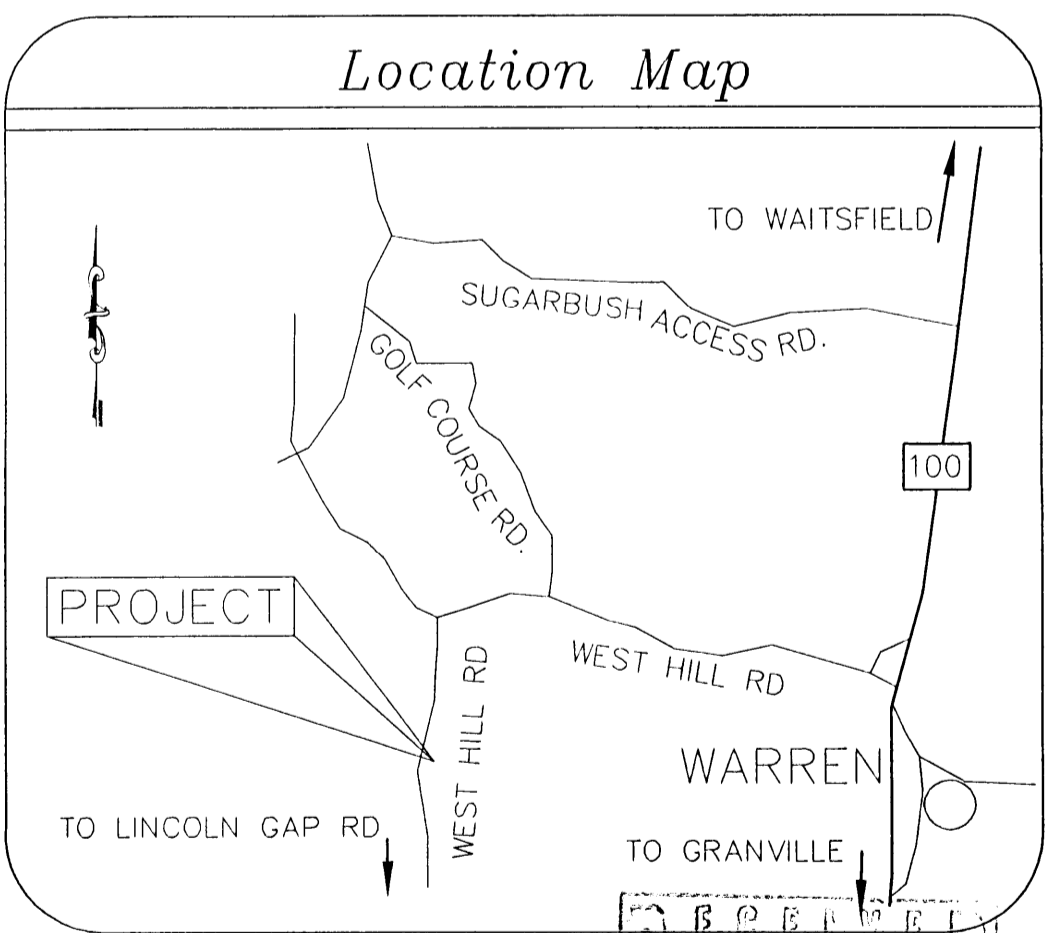 Location Map
TO WAITSFIELD
SUGARBUSH ACCESS RD.
GOLF COURSE RD.
100
PROJECT
WEST HILL RD
WEST HILL RD
WARREN
TO LINCOLN GAP RD
TO GRANVILLE